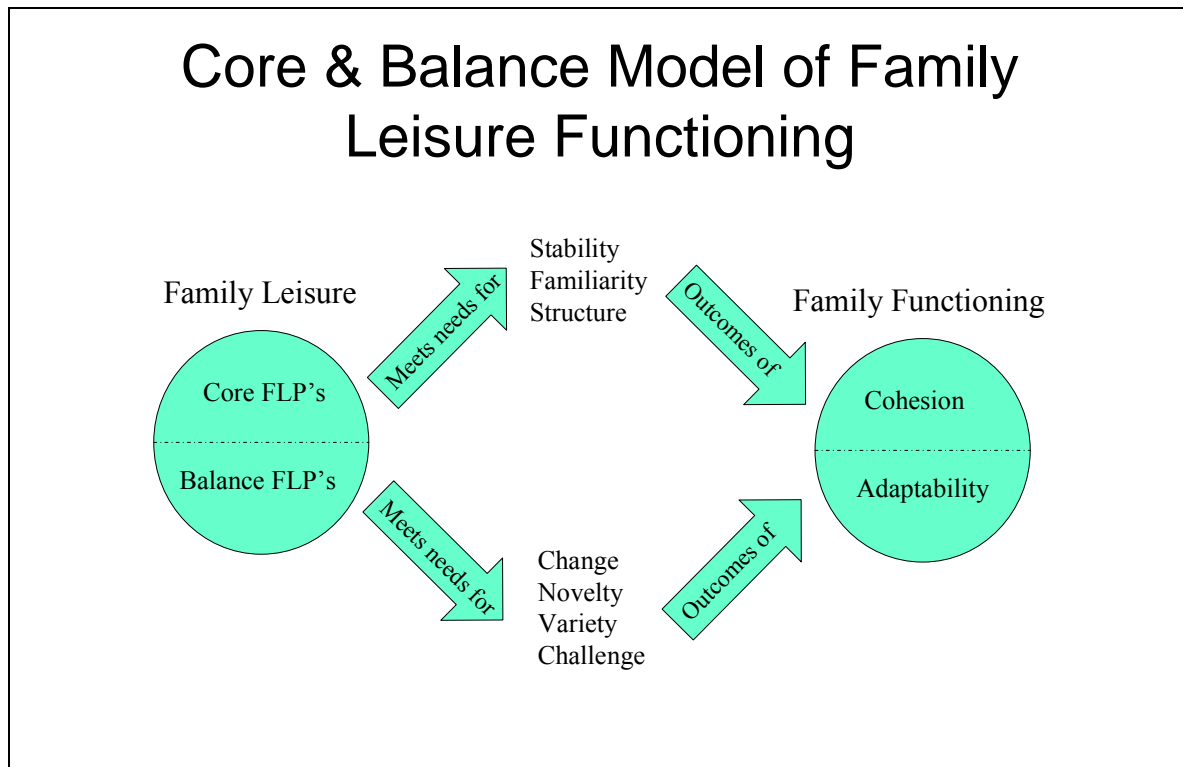 Core & Balance Model of Family
Leisure Functioning
Family Leisure
Core FLP's
Balance FLP's
Meets needs for
Stability
Familiarity
Structure
Outcomes of
Meets needs for
Change
Novelty
Variety
Challenge
Outcomes of
Family Functioning
Cohesion
Adaptability